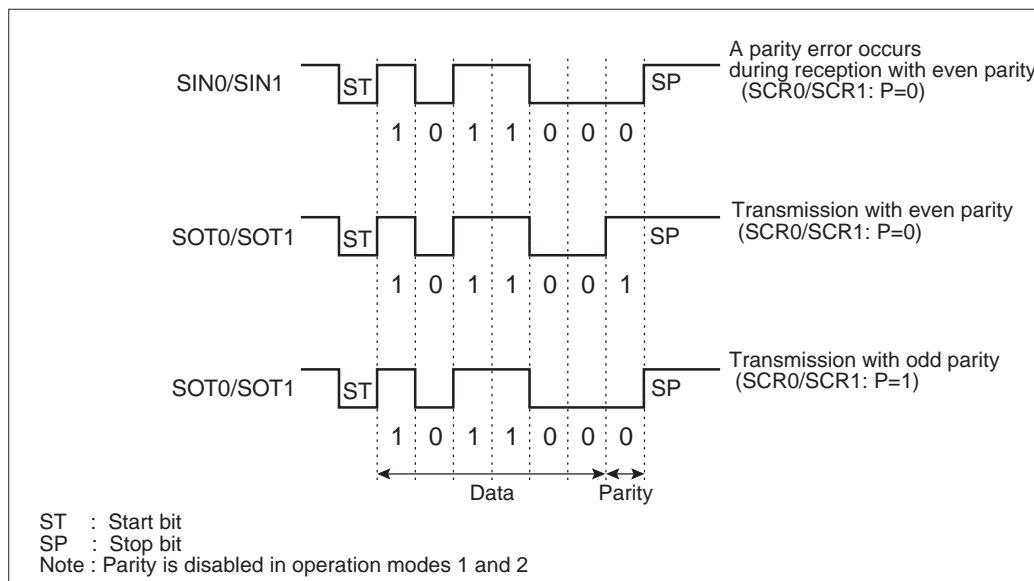 SIN0/SIN1
ST
SP
A parity error occurs
during reception with even parity
(SCR0/SCR1: P=0)
1 0 1 1 0 0 0
SOT0/SOT1
ST
SP
Transmission with even parity
(SCR0/SCR1: P=0)
1 0 1 1 0 0 1
SOT0/SOT1
ST
SP
Transmission with odd parity
(SCR0/SCR1: P=1)
1 0 1 1 0 0 0
Data
Parity
ST : Start bit
SP : Stop bit
Note : Parity is disabled in operation modes 1 and 2